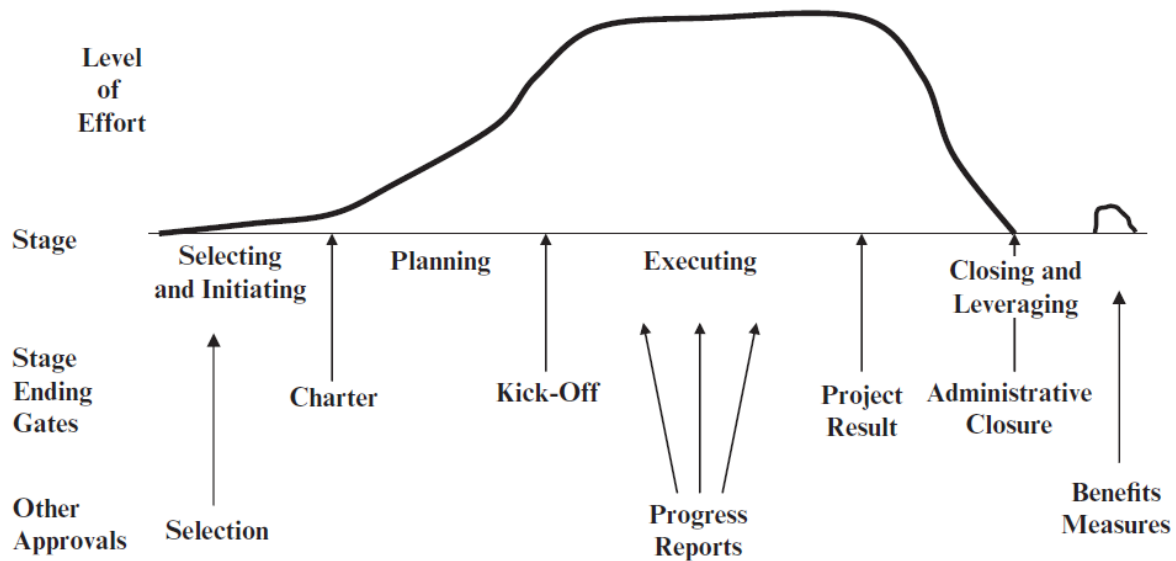 Level
of
Effort
Stage
Selecting
and Initiating
Planning
Executing
Closing and
Leveraging
Stage
Ending
Gates
Charter
Kick-Off
Project
Result
Administrative
Closure
Other
Approvals
Selection
Progress
Reports
Benefits
Measures